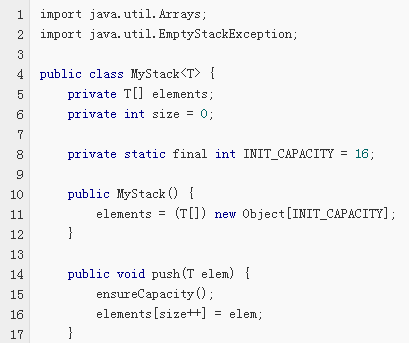 1 import java.util.Arrays;
2 import java.util.EmptyStackException;
3
4 public class MyStack<T> {
5     private T[] elements;
6     private int size = 0;
7
8     private static final int INIT_CAPACITY = 16;
9
10     public MyStack() {
11         elements = (T[]) new Object[INIT_CAPACITY];
12     }
13
14     public void push(T elem) {
15         ensureCapacity();
16         elements[size++] = elem;
17     }